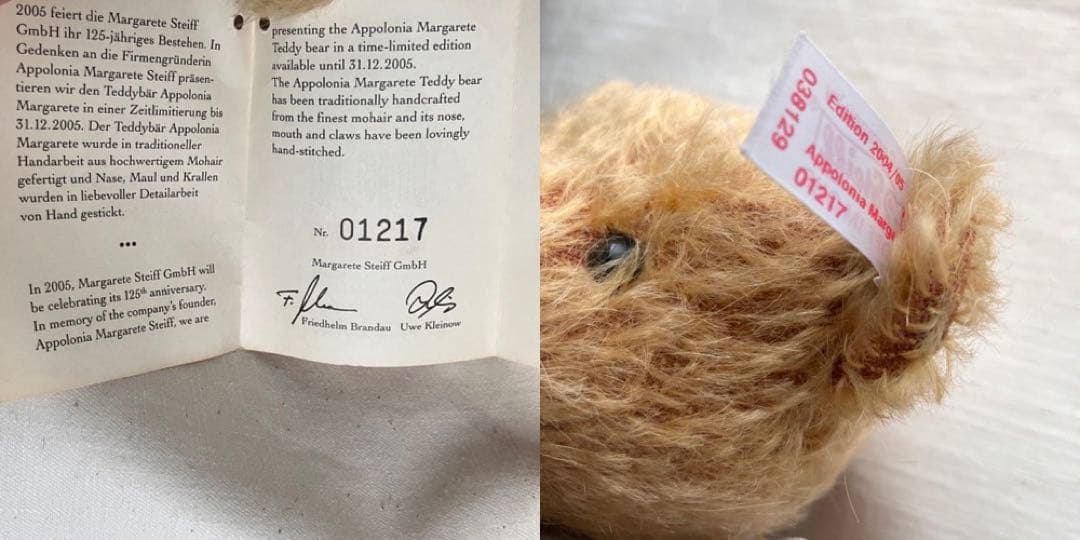 2005 feiert die Margarete Steiff
GmbH ihr 125-jähriges Bestehen. In
Gedenken an die Firmengründerin
Appolonia Margarete Steiff präsen-
tieren wir den Teddybär Appolonia
Margarete in einer Zeitlimitierung bis
31.12.2005. Der Teddybär Appolonia
Margarete wurde in traditioneller
Handarbeit aus hochwertigem Mohair
gefertigt und Nase, Maul und Krallen
wurden in liebevoller Detailarbeit
von Hand gestickt.
•••
In 2005, Margarete Steiff GmbH will
be celebrating its 125th anniversary.
In memory of the company's founder,
Appolonia Margarete Steiff, we are
presenting the Appolonia Margarete
Teddy bear in a time-limited edition
available until 31.12.2005.
The Appolonia Margarete Teddy bear
has been traditionally handcrafted
from the finest mohair and its nose,
mouth and claws have been lovingly
hand-stitched.
Nr. 01217
Margarete Steiff GmbH
Friedhelm Brandau Uwe Kleinow
038129
Edition 2004/05
Appolonia Marga
01217